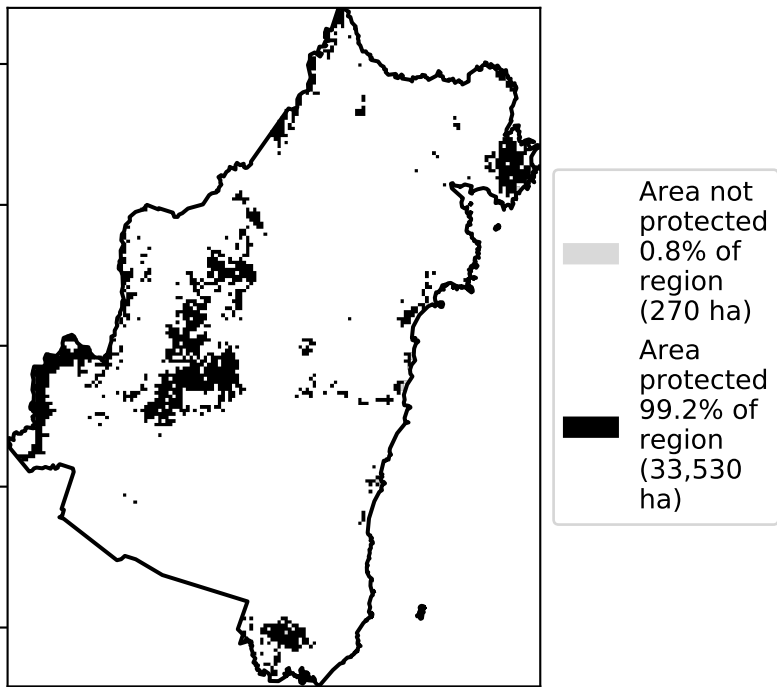 Area not
protected
0.8% of
region
(270 ha)
Area
protected
99.2% of
region
(33,530
ha)